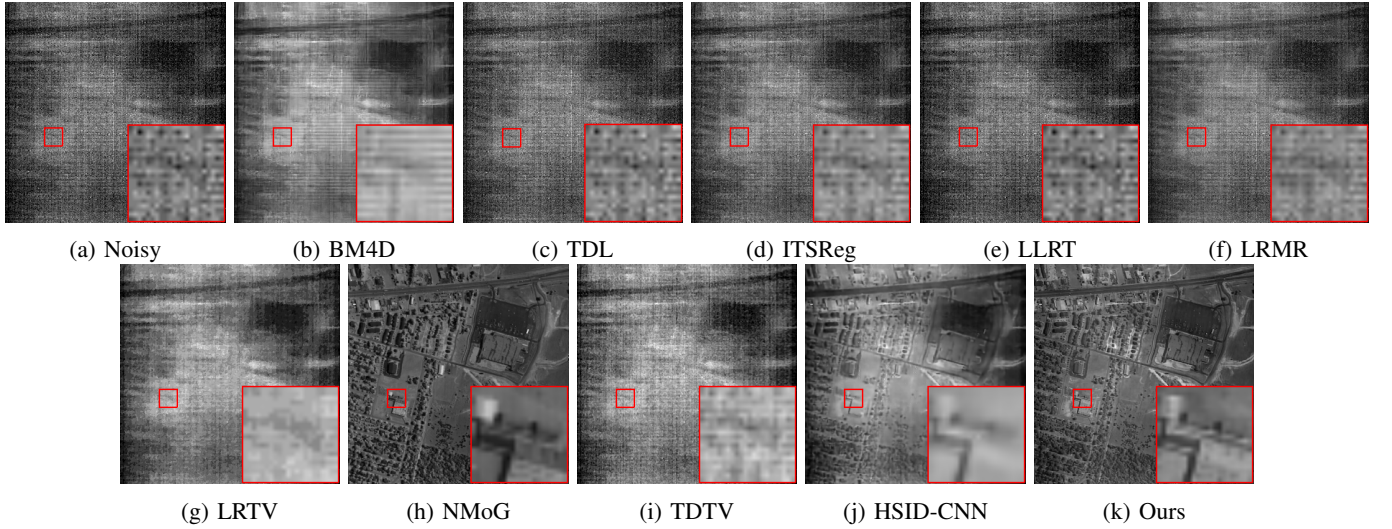 (a) Noisy (b) BM4D (c) TDL (d) ITSReg (e) LLRT (f) LRMR
(g) LRTV (h) NMoG (i) TDTV (j) HSID-CNN (k) Ours